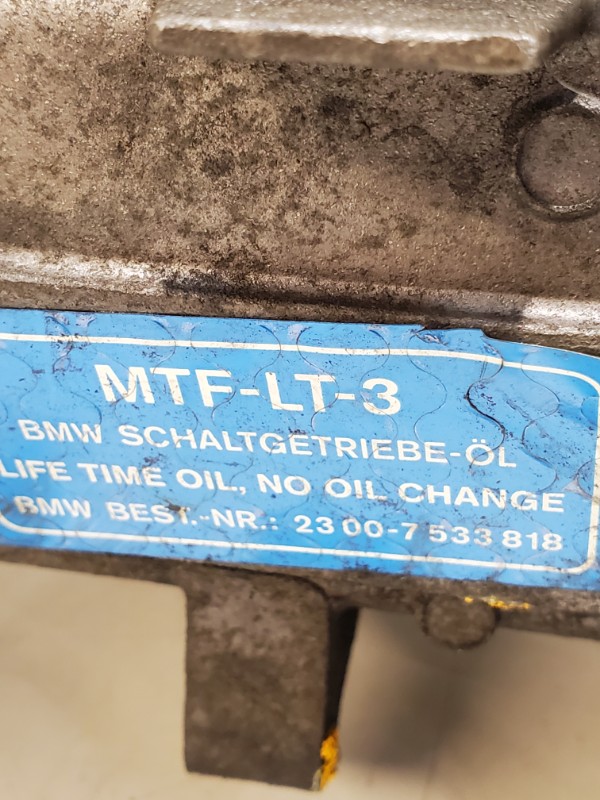 MTF-LT-3
BMW SCHALTGETRIEBE-ÖL
LIFE TIME OIL, NO OIL CHANGE
BMW BEST.-NR.: 23 00-7 533 818